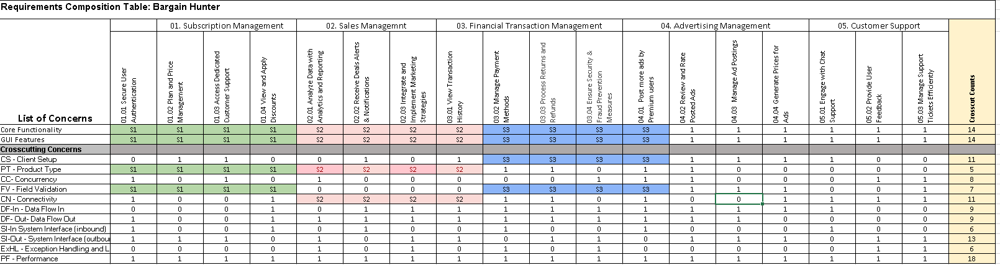 Requirements Composition Table: Bargain Hunter
01. Subscription Management 02. Sales Managemnt 03. Financial Transaction Management 04. Advertising Management 05. Customer Support
List of Concerns
01.01 Secure User
Authentication
01.02 Plan and Price
Management
01.03 Access Dedicated
Customer Support
01.04 View and Apply
Discounts
02.01 Analyze Data with
Analytics and Reporting
02.02 Receive Deals Alerts
& Notifications
02.03 Integrate and
Implement Marketing
Strategies
03.01 View Transaction
History
03.02 Manage Payment
Methods
03.03 Process Returns and
Refunds
03.04 Ensure Security &
Fraud Prevention
Measures
04.01 Post more ads by
Premium users
04.02 Review and Rate
Posted Ads
04.03 Manage Ad Postings
04.04 Generate Prices for
Ads
05.01 Engage with Chat
Support
05.02 Provide User
Feedback
05.03 Manage Support
Tickets Efficiently
Crosscut Counts
Core Functionality S1 S1 S1 S1 S2 S2 S2 S2 S3 S3 S3 S3 1 1 1 1 1 1 14
GUI Features S1 S1 S1 S1 S2 S2 S2 S2 S3 S3 S3 S3 1 1 1 1 1 1 14
Crosscutting Concerns
CS - Client Setup 0 1 1 0 0 1 0 1 S3 S3 S3 S3 1 1 1 1 0 0 11
PT - Product Type S1 S1 S1 S1 S2 S2 S2 S2 1 1 0 1 1 0 0 0 0 0 5
CC- Concurrency 1 0 1 0 1 0 0 0 0 0 1 1 1 0 0 0 1 1 8
FV - Field Validation S1 S1 S1 S1 0 0 0 0 S3 S3 S3 S3 1 1 1 0 0 1 7
CN - Connectivity 1 0 0 1 S2 S2 S2 S2 1 1 0 1 0 0 1 1 1 1 11
DF-In - Data Flow In 0 0 0 1 0 1 1 1 1 1 1 1 1 0 1 0 0 0 9
DF- Out- Data Flow Out 1 0 0 1 1 1 1 1 1 1 1 1 1 1 0 0 0 0 9
SI-In System Interface (inbound) 1 0 0 1 0 1 0 1 1 0 0 0 0 0 0 1 0 0 6
SI-Out - System Interface (outbou 1 1 1 0 1 0 1 1 0 1 1 0 1 1 1 0 1 1 13
ExHL - Exception Handling and L 0 0 0 0 1 0 1 0 1 0 1 0 0 0 0 0 1 1 6
PF - Performance 1 1 1 1 1 1 1 1 1 1 1 1 1 1 1 1 1 1 18